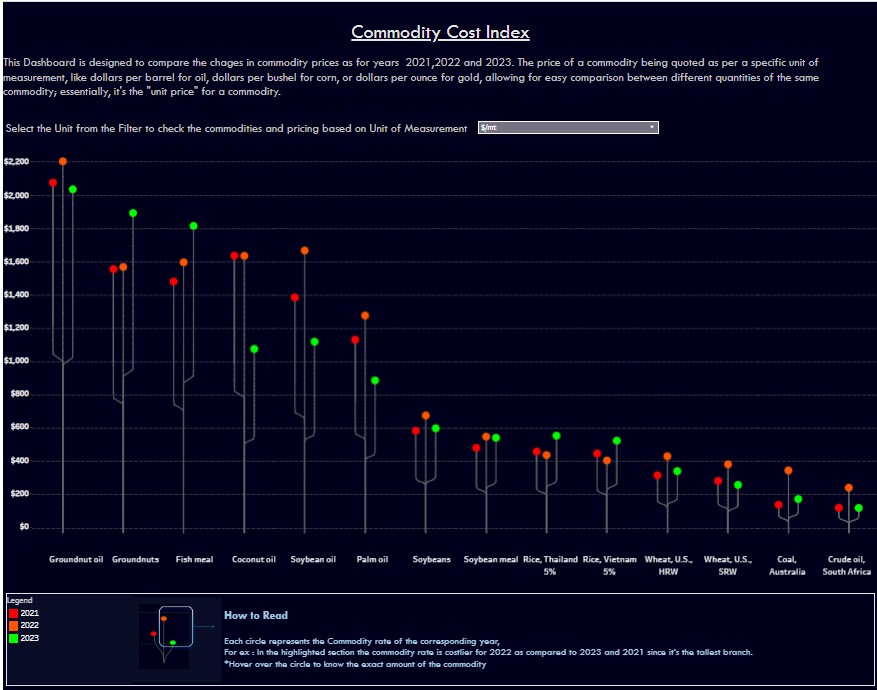 Commodity Cost Index
This Dashboard is designed to compare the chages in commodity prices as for years 2021,2022 and 2023. The price of a commodity being quoted as per a specific unit of
measurement, like dollars per barrel for oil, dollars per bushel for corn, or dollars per ounce for gold, allowing for easy comparison between different quantities of the same
commodity; essentially, it's the "unit price" for a commodity.
Select the Unit from the Filter to check the commodities and pricing based on Unit of Measurement $/mt
$2,200
$2,000
$1,800
$1,600
$1,400
$1,200
$1,000
$800
$600
$400
$200
$0
Groundnut oil Groundnuts Fish meal Coconut oil Soybean oil Palm oil Soybeans Soybean meal Rice, Thailand Rice, Vietnam Wheat, U.S., Wheat, U.S., Coal, Crude oil,
5% 5% HRW SRW Australia South Africa
Legend
2021
2022
2023
How to Read
Each circle represents the Commodity rate of the corresponding year,
For ex : In the highlighted section the commodity rate is costlier for 2022 as compared to 2023 and 2021 since it's the tallest branch.
*Hover over the circle to know the exact amount of the commodity